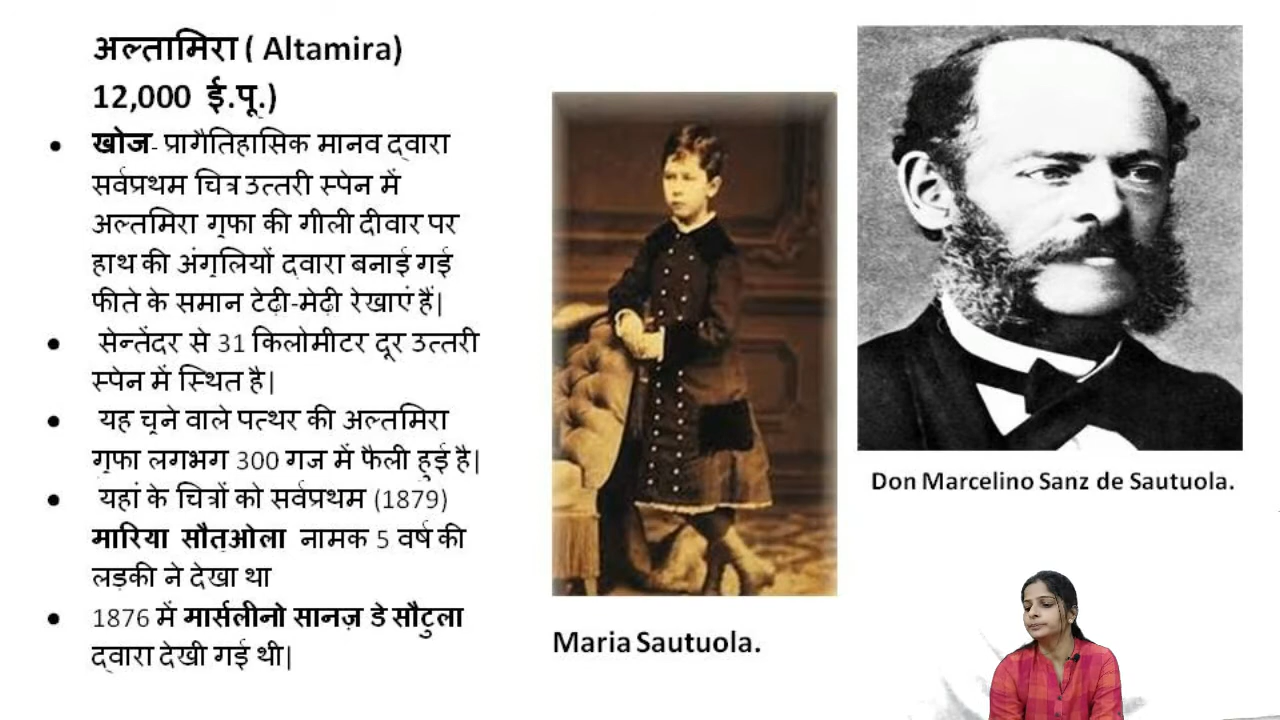 अल्तामिरा ( Altamira)
12,000 ई.पू.)
• खोज- प्रागैतिहासिक मानव द्वारा
सर्वप्रथम चित्र उत्तरी स्पेन में
अल्तमिरा गुफा की गीली दीवार पर
हाथ की अंगुलियों द्वारा बनाई गई
फीते के समान टेढ़ी-मेढ़ी रेखाएं हैं|
• सेन्तेंदर से 31 किलोमीटर दूर उत्तरी
स्पेन में स्थित है|
• यह चूने वाले पत्थर की अल्तमिरा
गुफा लगभग 300 गज में फैली हुई है|
• यहां के चित्रों को सर्वप्रथम (1879)
मारिया सौतुओला नामक 5 वर्ष की
लड़की ने देखा था
• 1876 में मार्सलीनो सानज़ डे सौटुला
द्वारा देखी गई थी|
Maria Sautuola.
Don Marcelino Sanz de Sautuola.